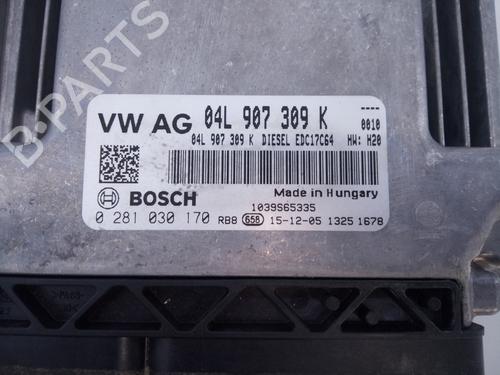 VW AG 04L 907 309 K ----
04L 907 309 K DIESEL EDC17C64 0010
HW: H20
BOSCH Made in Hungary
1039S65335
0 281 030 170 RB8 658 15-12-05 1325 1678
B-PARTS